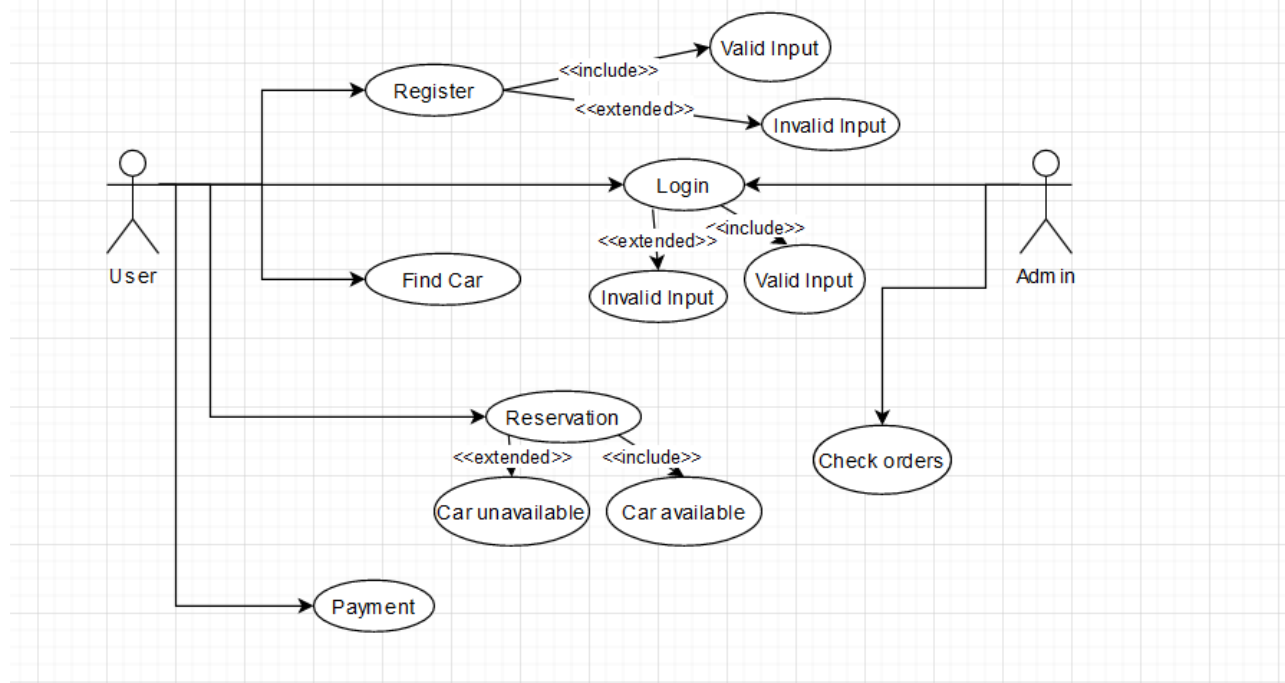 Valid Input
<<include>>
Register
<<extended>>
Invalid Input
Login
<<include>>
<<extended>>
User
Find Car
Invalid Input
Valid Input
Admin
Reservation
<<extended>>
<<include>>
Check orders
Car unavailable
Car available
Payment